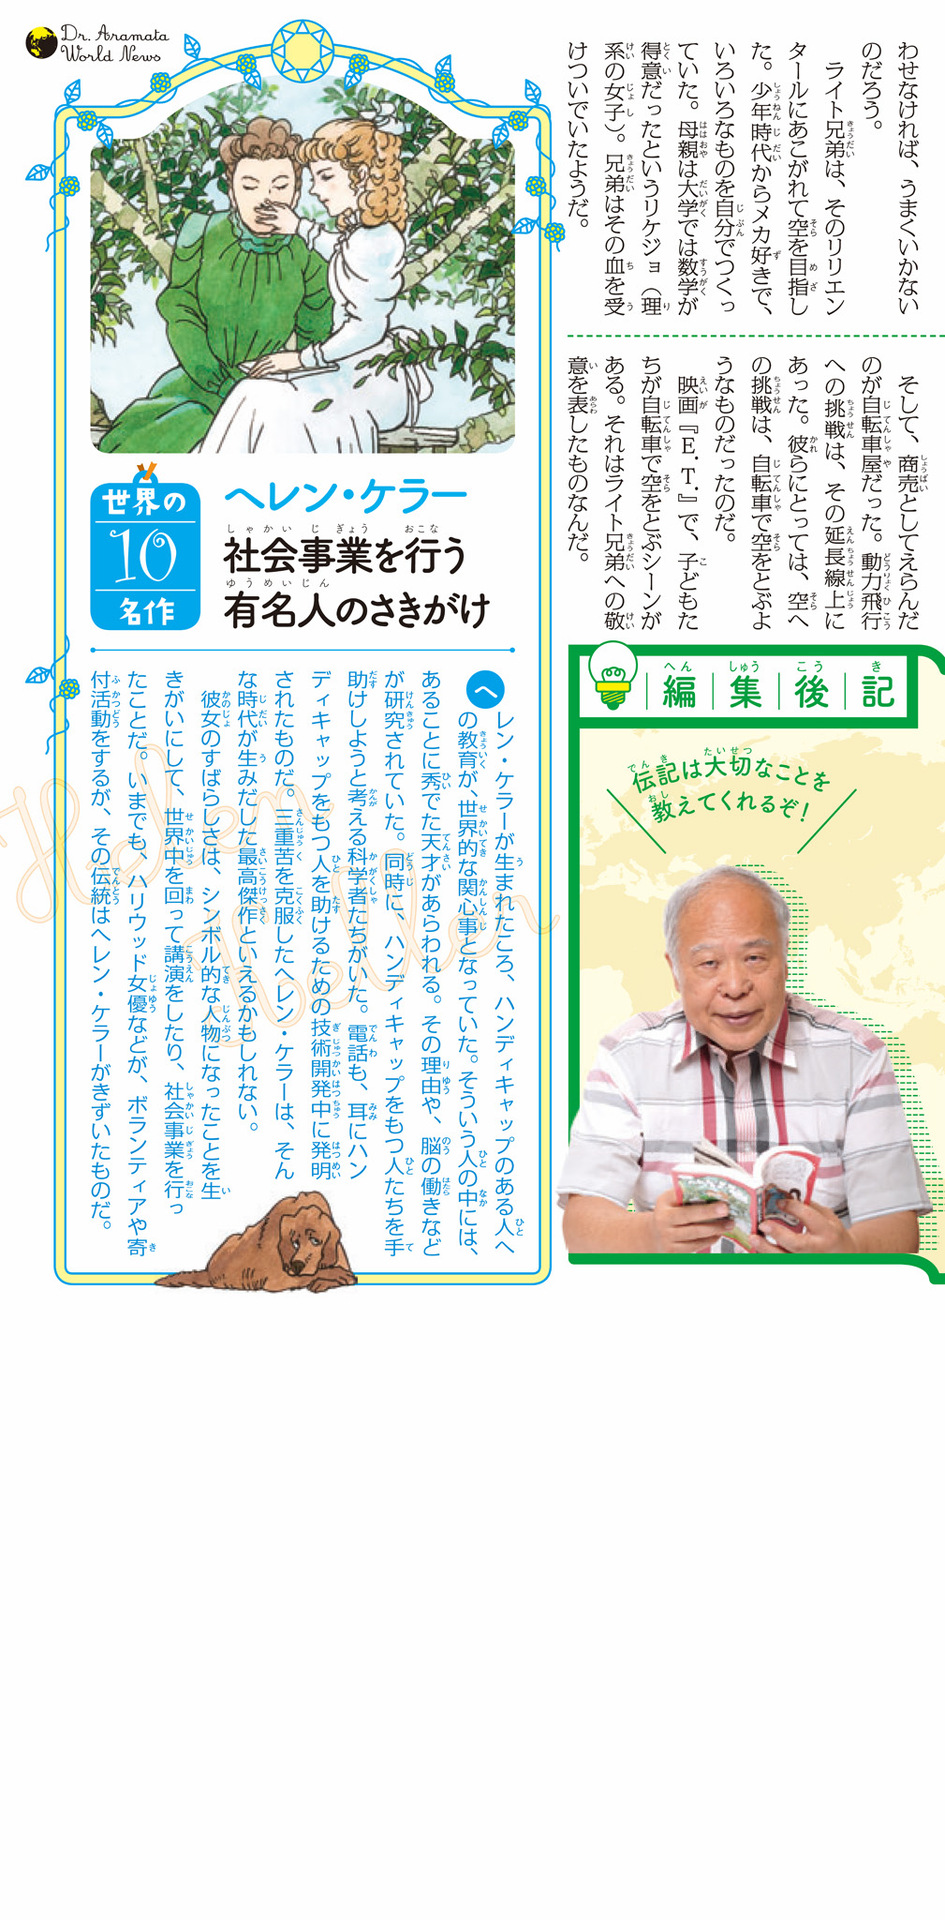 Dr. Aramata
World News
わせなければ、うまくいかない
のだろう。
ライト兄弟は、そのリリエン
タールにあこがれて空を目指し
た。少年時代からメカ好きで、
いろいろなものを自分でつくっ
ていた。母親は大学では数学が
得意だったというリケジョ（理
系の女子）。兄弟はその血を受
けついでいたようだ。
そして、商売としてえらんだ
のが自転車屋だった。動力飛行
への挑戦は、その延長線上に
あった。彼らにとっては、空へ
の挑戦は、自転車で空をとぶよ
うなものだったのだ。
映画『E.T.』で、子どもた
ちが自転車で空をとぶシーンが
ある。それはライト兄弟への敬
意を表したものなんだ。
世界の
10
名作
ヘレン・ケラー
社会事業を行う
有名人のさきがけ
ヘレン・ケラーが生まれたころ、ハンディキャップのある人へ
の教育が、世界的な関心事となっていた。そういう人の中には、
あることに秀でた天才があらわれる。その理由や、脳の働きなど
が研究されていた。同時に、ハンディキャップをもつ人たちを手
助けしようと考える科学者たちがいた。電話も、耳にハン
ディキャップをもつ人を助けるための技術開発中に発明
されたものだ。三重苦を克服したヘレン・ケラーは、そん
な時代が生みだした最高傑作といえるかもしれない。
彼女のすばらしさは、シンボル的な人物になったことを生
きがいにして、世界中を回って講演をしたり、社会事業を行っ
たことだ。いまでも、ハリウッド女優などが、ボランティアや寄
付活動をするが、その伝統はヘレン・ケラーがきずいたものだ。
Helen
Keller
編集後記
伝記は大切なことを
教えてくれるぞ！